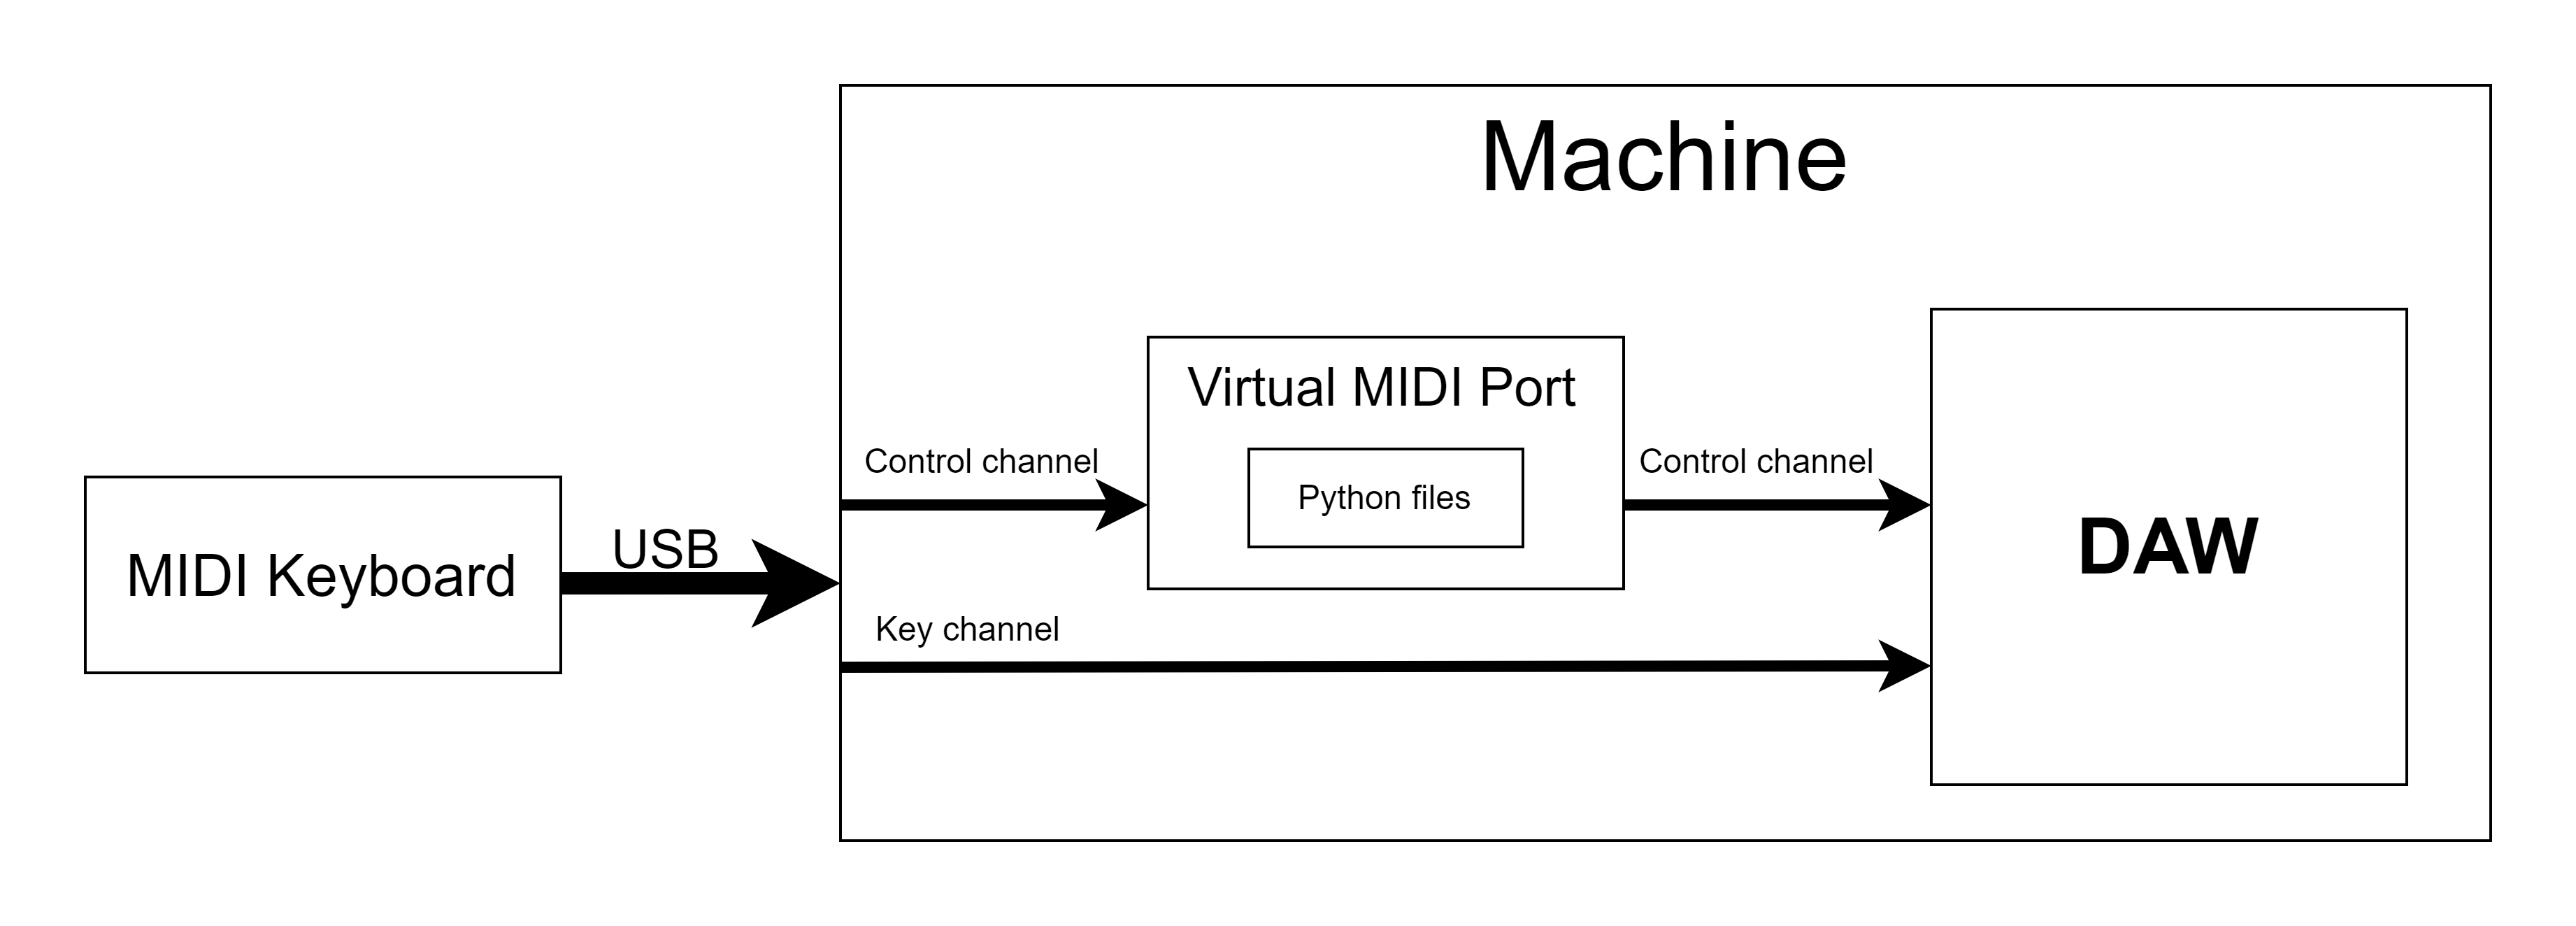 Machine
Virtual MIDI Port
Control channel
Control channel
Python files
MIDI Keyboard
USB
DAW
Key channel